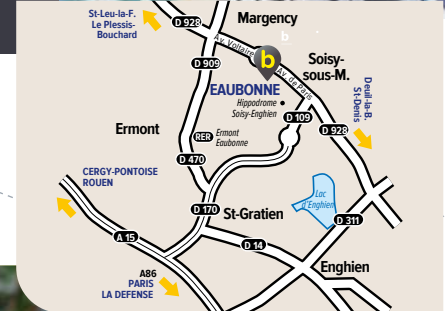 St-Leu-la-F.
Le Plessis-
Bouchard
D 928
Margency
b
Av. Voltaire
b
Soisy-
sous-M.
D 909
Av. de Paris
EAUBONNE
Hippodrome
Soisy-Enghien
Deuil-la-B.
St-Denis
D 109
Ermont
RER
Ermont
Eaubonne
D 928
D 470
CERGY-PONTOISE
ROUEN
Lac
d'Enghien
D 170
St-Gratien
D 311
A 15
D 14
A86
PARIS
LA DEFENSE
Enghien